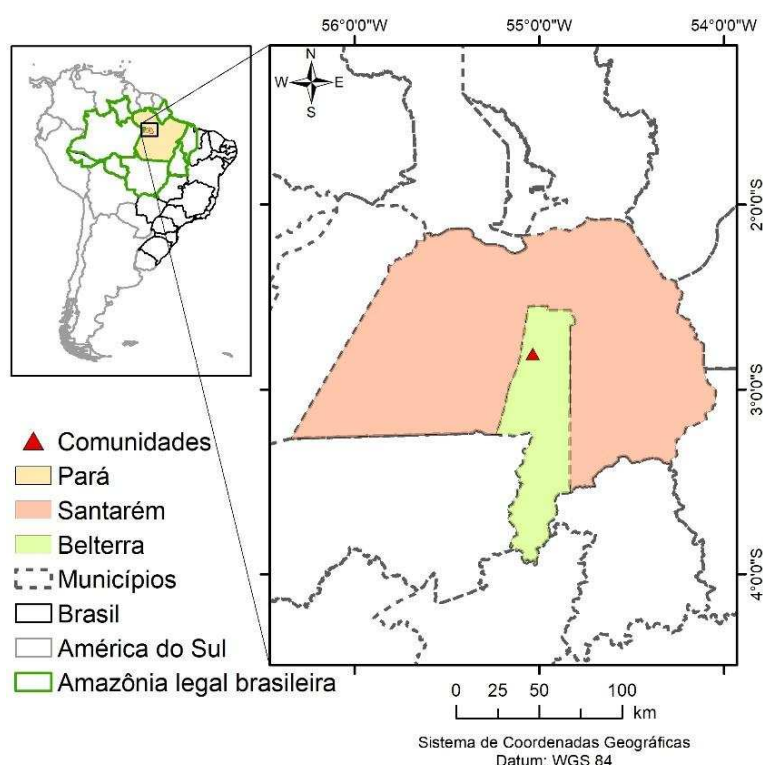 56°0'0"W 55°0'0"W 54°0'0"W
N
W E
S
2°0'0"S
3°0'0"S
4°0'0"S
Comunidades
Pará
Santarém
Belterra
Municípios
Brasil
América do Sul
Amazônia legal brasileira
0 25 50 100
km
Sistema de Coordenadas Geográficas
Datum: WGS 84